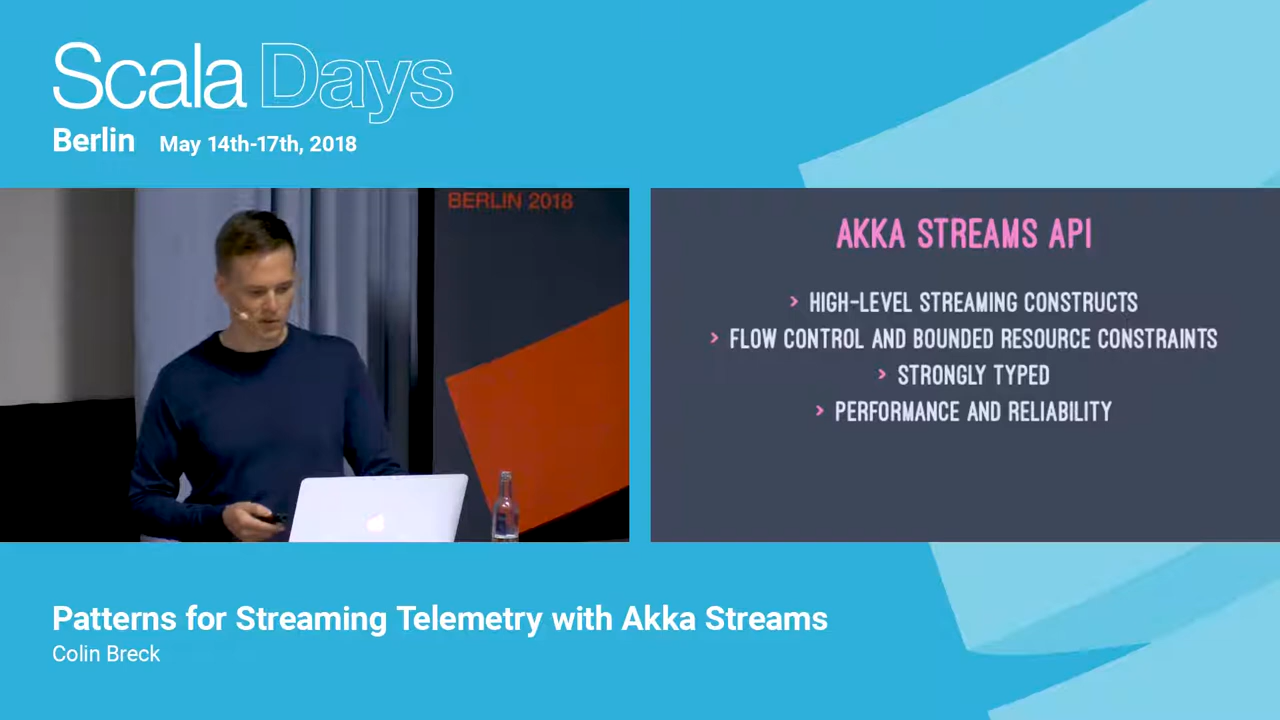 Scala Days
Berlin May 14th-17th, 2018
BERLIN 2018
AKKA STREAMS API
> HIGH-LEVEL STREAMING CONSTRUCTS
> FLOW CONTROL AND BOUNDED RESOURCE CONSTRAINTS
> STRONGLY TYPED
> PERFORMANCE AND RELIABILITY
Patterns for Streaming Telemetry with Akka Streams
Colin Breck